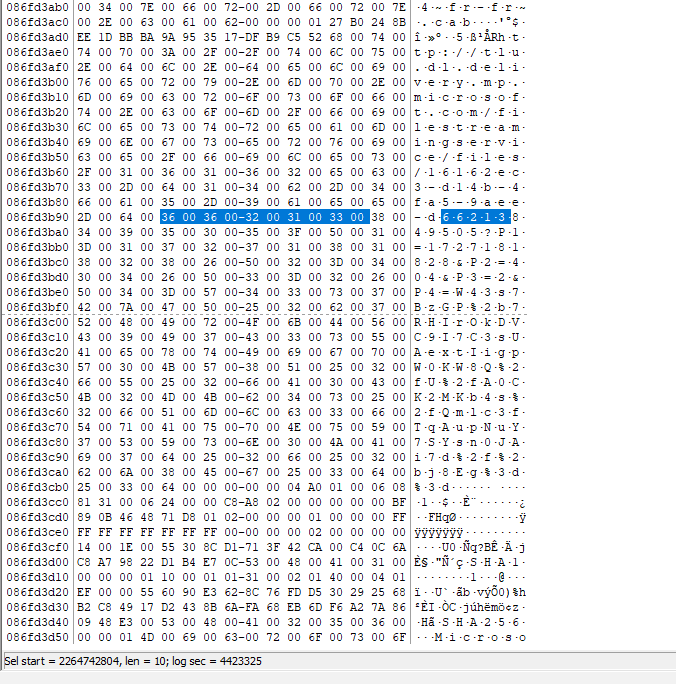 086fd3ab0 00 34 00 7E 00 66 00 72-00 2D 00 66 00 72 00 7E ·4·~·f·r·–·f·r·~
086fd3ac0 00 2E 00 63 00 61 00 62-00 00 00 01 27 B0 24 8B ·.·c·a·b····'°$‹
086fd3ad0 EE 1D BB BA 9A 95 35 17-DF B9 C5 52 68 00 74 00 î·»º··5·ß¹ÅRh·t·
086fd3ae0 74 00 70 00 3A 00 2F 00-2F 00 74 00 6C 00 75 00 t·p·:·/·/·t·l·u·
086fd3af0 2E 00 64 00 6C 00 2E 00-64 00 65 00 6C 00 69 00 .·d·l·.·d·e·l·i·
086fd3b00 76 00 65 00 72 00 79 00-2E 00 6D 00 70 00 2E 00 v·e·r·y·.·m·p·.·
086fd3b10 6D 00 69 00 63 00 72 00-6F 00 73 00 6F 00 66 00 m·i·c·r·o·s·o·f·
086fd3b20 74 00 2E 00 63 00 6F 00-6D 00 2F 00 66 00 69 00 t·.·c·o·m·/·f·i·
086fd3b30 6C 00 65 00 73 00 74 00-72 00 65 00 61 00 6D 00 l·e·s·t·r·e·a·m·
086fd3b40 69 00 6E 00 67 00 73 00-65 00 72 00 76 00 69 00 i·n·g·s·e·r·v·i·
086fd3b50 63 00 65 00 2F 00 66 00-69 00 6C 00 65 00 73 00 c·e·/·f·i·l·e·s·
086fd3b60 2F 00 31 00 36 00 31 00-36 00 32 00 65 00 63 00 /·1·6·1·6·2·e·c·
086fd3b70 33 00 2D 00 64 00 31 00-34 00 62 00 2D 00 34 00 3·–·d·1·4·b·–·4·
086fd3b80 66 00 61 00 35 00 2D 00-39 00 61 00 65 00 65 00 f·a·5·–·9·a·e·e·
086fd3b90 2D 00 64 00 36 00 36 00-32 00 31 00 33 00 38 00 –·d·6·6·2·1·3·8·
086fd3ba0 34 00 39 00 35 00 30 00-35 00 3F 00 50 00 31 00 4·9·5·0·5·?·P·1·
086fd3bb0 3D 00 31 00 37 00 32 00-37 00 31 00 38 00 31 00 =·1·7·2·7·1·8·1·
086fd3bc0 38 00 32 00 38 00 26 00-50 00 32 00 3D 00 34 00 8·2·8·&·P·2·=·4·
086fd3bd0 30 00 34 00 26 00 50 00-33 00 3D 00 32 00 26 00 0·4·&·P·3·=·2·&·
086fd3be0 50 00 34 00 3D 00 57 00-34 00 33 00 73 00 37 00 P·4·=·W·4·3·s·7·
086fd3bf0 42 00 7A 00 47 00 50 00-25 00 32 00 62 00 37 00 B·z·G·P·%·2·b·7·
086fd3c00 52 00 48 00 49 00 72 00-4F 00 6B 00 44 00 56 00 R·H·I·r·O·k·D·V·
086fd3c10 43 00 39 00 49 00 37 00-43 00 33 00 73 00 55 00 C·9·I·7·C·3·s·U·
086fd3c20 41 00 65 00 78 00 74 00-49 00 69 00 67 00 70 00 A·e·x·t·I·i·g·p·
086fd3c30 57 00 30 00 4B 00 57 00-38 00 51 00 25 00 32 00 W·0·K·W·8·Q·%·2·
086fd3c40 66 00 55 00 25 00 32 00-66 00 41 00 30 00 43 00 f·U·%·2·f·A·0·C·
086fd3c50 4B 00 32 00 4D 00 4B 00-62 00 34 00 73 00 25 00 K·2·M·K·b·4·s·%·
086fd3c60 32 00 66 00 51 00 6D 00-6C 00 63 00 33 00 66 00 2·f·Q·m·l·c·3·f·
086fd3c70 54 00 71 00 41 00 75 00-70 00 4E 00 75 00 59 00 T·q·A·u·p·N·u·Y·
086fd3c80 37 00 53 00 59 00 73 00-6E 00 30 00 4A 00 41 00 7·S·Y·s·n·0·J·A·
086fd3c90 69 00 37 00 64 00 25 00-32 00 66 00 25 00 32 00 i·7·d·%·2·f·%·2·
086fd3ca0 62 00 6A 00 38 00 45 00-67 00 25 00 33 00 64 00 b·j·8·E·g·%·3·d·
086fd3cb0 25 00 33 00 64 00 00 00-00 00 04 A0 01 00 06 08 %·3·d···········
086fd3cc0 81 31 00 06 24 00 00 C8-A8 02 00 00 00 00 00 BF ·1··$··È¨······¿
086fd3cd0 89 0B 46 48 71 D8 01 02-00 00 00 01 00 00 00 FF ··FHqØ·········ÿ
086fd3ce0 FF FF FF FF FF FF FF 00-00 00 00 02 00 00 00 00 ÿÿÿÿÿÿÿ·········
086fd3cf0 14 00 1E 00 55 30 8C D1-71 3F 42 CA 00 C4 0C 6A ····U0·Ñq?BÊ·Ä·j
086fd3d00 C8 A7 98 22 D1 B4 E7 0C-53 00 48 00 41 00 31 00 È§·"Ñ´ç·S·H·A·1·
086fd3d10 00 00 00 01 10 00 01 01-31 00 02 01 40 00 04 01 ········1···@···
086fd3d20 EF 00 00 55 60 90 E3 62-8C 76 FD D5 30 29 25 68 ï··U`·ãb·výÕ0)%h
086fd3d30 B2 C8 49 17 D2 43 8B 6A-FA 68 EB 6D F6 A2 7A 86 ²ÈI·ÒC‹júhëmö¢z·
086fd3d40 09 48 E3 00 53 00 48 00-41 00 32 00 35 00 36 00 ·Hã·S·H·A·2·5·6·
086fd3d50 00 00 01 4D 00 69 00 63-00 72 00 6F 00 73 00 6F ···M·i·c·r·o·s·o
Sel start = 2264742804, len = 10; log sec = 4423325